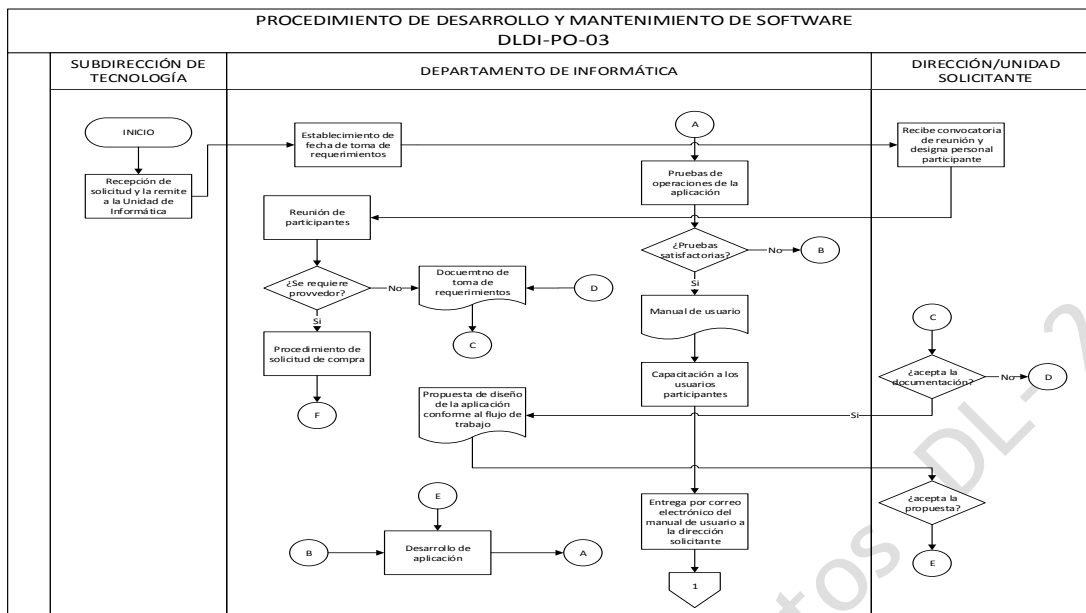 PROCEDIMIENTO DE DESARROLLO Y MANTENIMIENTO DE SOFTWARE
DLDI-PO-03
SUBDIRECCIÓN DE
TECNOLOGÍA
DEPARTAMENTO DE INFORMÁTICA
DIRECCIÓN/UNIDAD
SOLICITANTE
INICIO
Recepción de
solicitud y la remite
a la Unidad de
Informática
Establecimiento de
fecha de toma de
requerimientos
A
Recibe convocatoria
de reunión y
designa personal
participante
Pruebas de
operaciones de la
aplicación
Reunión de
participantes
¿Pruebas
satisfactorias?
No
B
Si
¿Se requiere
provvedor?
No
Docuemtno de
toma de
requerimientos
D
Si
C
Manual de usuario
C
Procedimiento de
solicitud de compra
F
Capacitación a los
usuarios
participantes
¿acepta la
documentación?
No
D
Si
Propuesta de diseño
de la aplicación
conforme al flujo de
trabajo
E
Entrega por correo
electrónico del
manual de usuario a
la dirección
solicitante
¿acepta la
propuesta?
B
Desarrollo de
aplicación
A
E
1
tos DL- 2